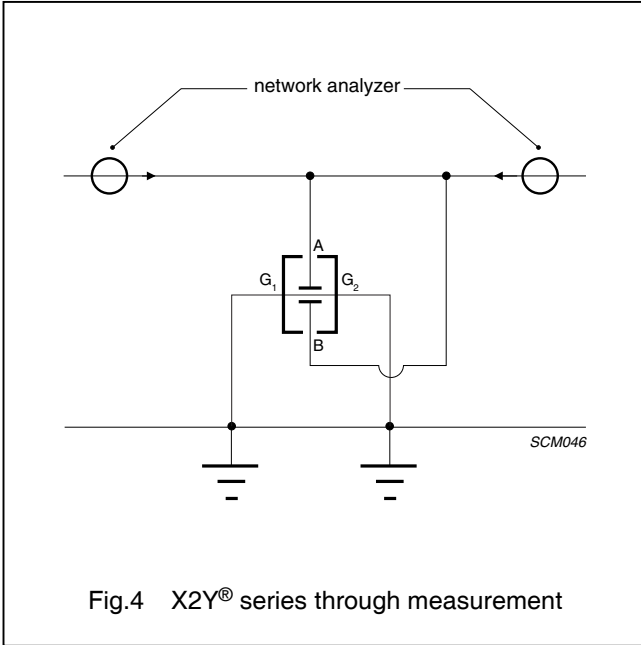 network analyzer
A
G1 G2
B
SCM046
Fig.4 X2Y® series through measurement